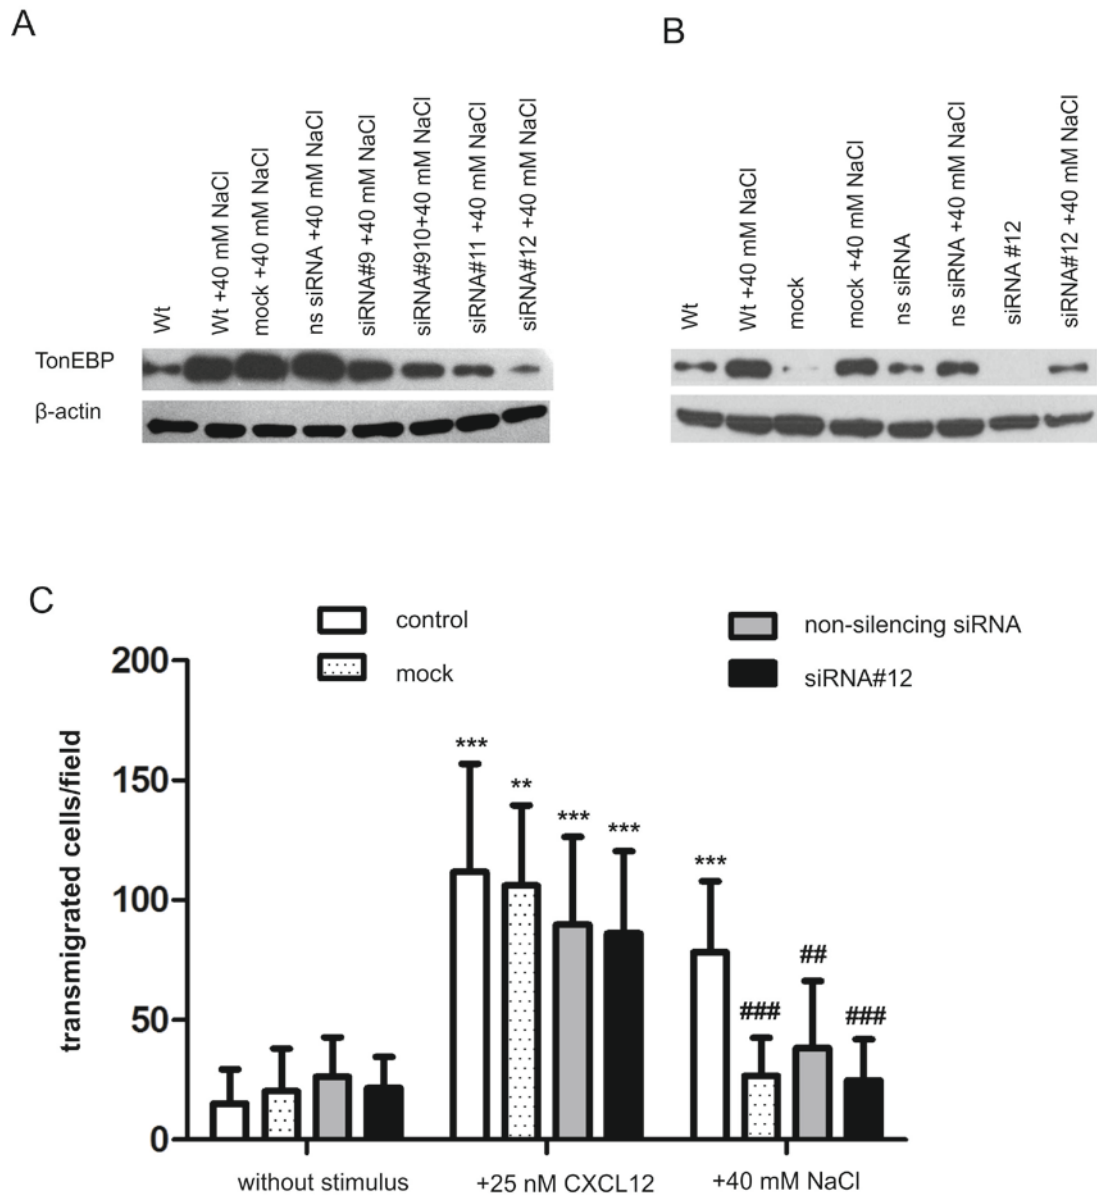 A
B
Wt
Wt +40 mM NaCl
mock +40 mM NaCl
ns siRNA +40 mM NaCl
siRNA#9 +40 mM NaCl
siRNA#910+40 mM NaCl
siRNA#11 +40 mM NaCl
siRNA#12 +40 mM NaCl
Wt
Wt +40 mM NaCl
mock
mock +40 mM NaCl
ns siRNA
ns siRNA +40 mM NaCl
siRNA #12
siRNA#12 +40 mM NaCl
TonEBP
β-actin
C
control
mock
non-silencing siRNA
siRNA#12
transmigrated cells/field
200
150
100
50
0
***
**
***
***
***
###
##
###
without stimulus
+25 nM CXCL12
+40 mM NaCl